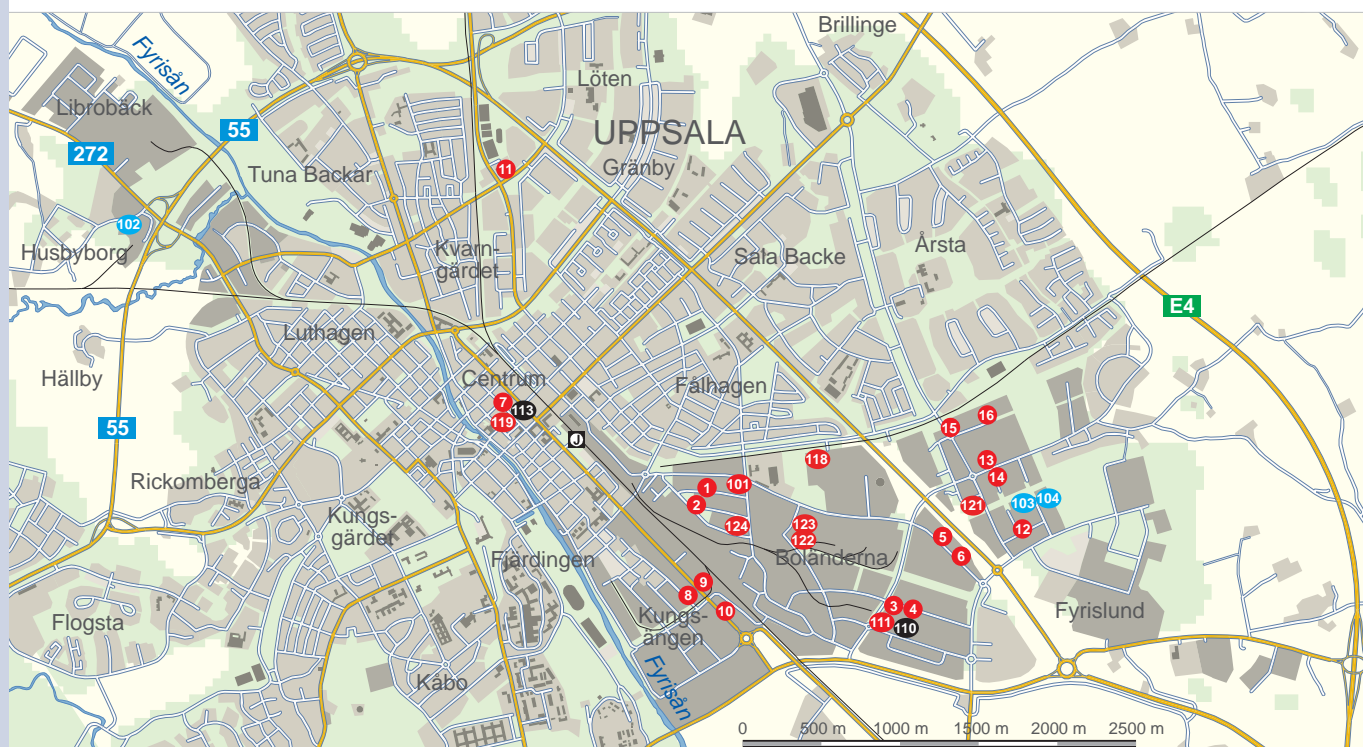 Brillinge
Fyrisån
Löten
Librobäck
55
UPPSALA
272
Gränby
11
Tuna Backar
102
Husbyborg
Kvarn-
gärdet
Sala Backe
Årsta
E4
Luthagen
Hällby
Centrum
Fålhagen
7
113
119
16
15
55
J
118
13
14
Rickomberga
101
1
2
103
104
121
12
Kungs-
gärdet
124
123
122
Boländerna
5
6
Fjärdingen
9
8
10
Kungs-
ängen
3
4
111
110
Fyrislund
Flogsta
Kåbo
Fyrisån
0 500 m 1000 m 1500 m 2000 m 2500 m